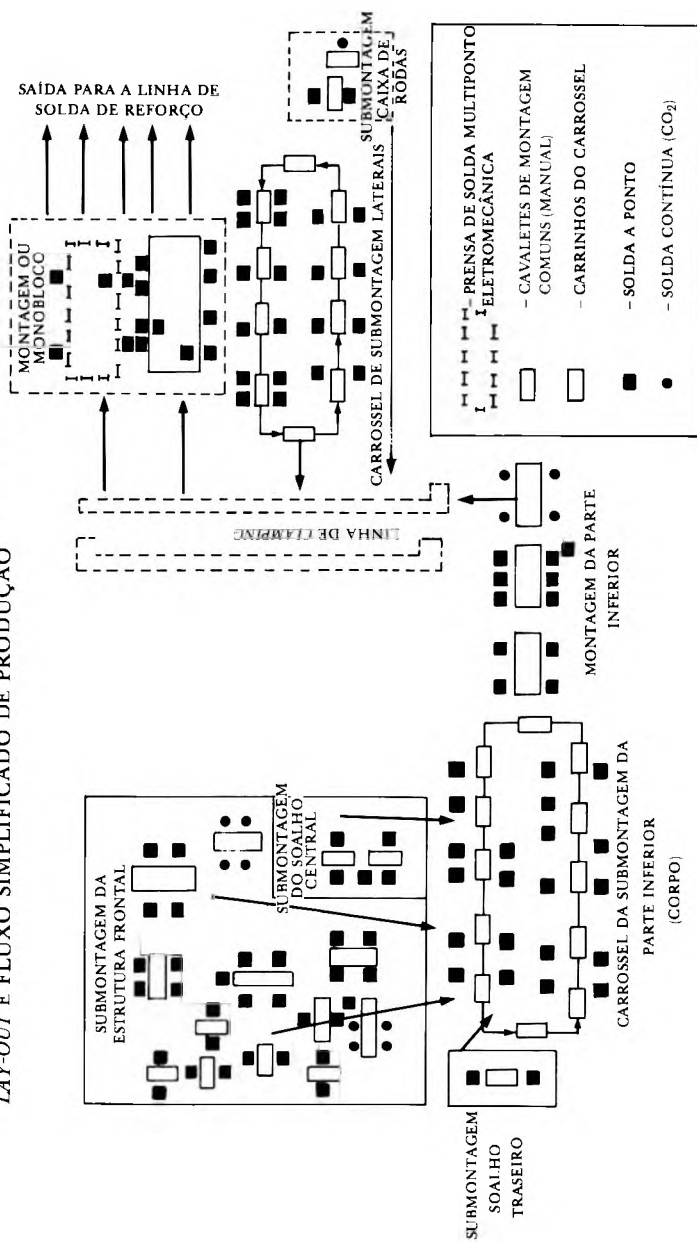 LAY-OUT E FLUXO SIMPLIFICADO DE PRODUÇÃO
SUBMONTAGEM DA
ESTRUTURA FRONTAL
SUBMONTAGEM
DO SOALHO
CENTRAL
SUBMONTAGEM
SOALHO
TRASEIRO
CARROSSEL DA SUBMONTAGEM DA
PARTE INFERIOR
(CORPO)
MONTAGEM DA PARTE
INFERIOR
LINHA DE CLAMPING
CARROSSEL DE SUBMONTAGEM LATERAIS
SUBMONTAGEM
CAIXA DE
RODAS
MONTAGEM OU
MONOBLOCO
SAÍDA PARA A LINHA DE
SOLDA DE REFORÇO
– PRENSA DE SOLDA MULTIPONTO
ELETROMECÂNICA
– CAVALETES DE MONTAGEM
COMUNS (MANUAL)
– CARRINHOS DO CARROSSEL
– SOLDA A PONTO
– SOLDA CONTÍNUA (CO2)